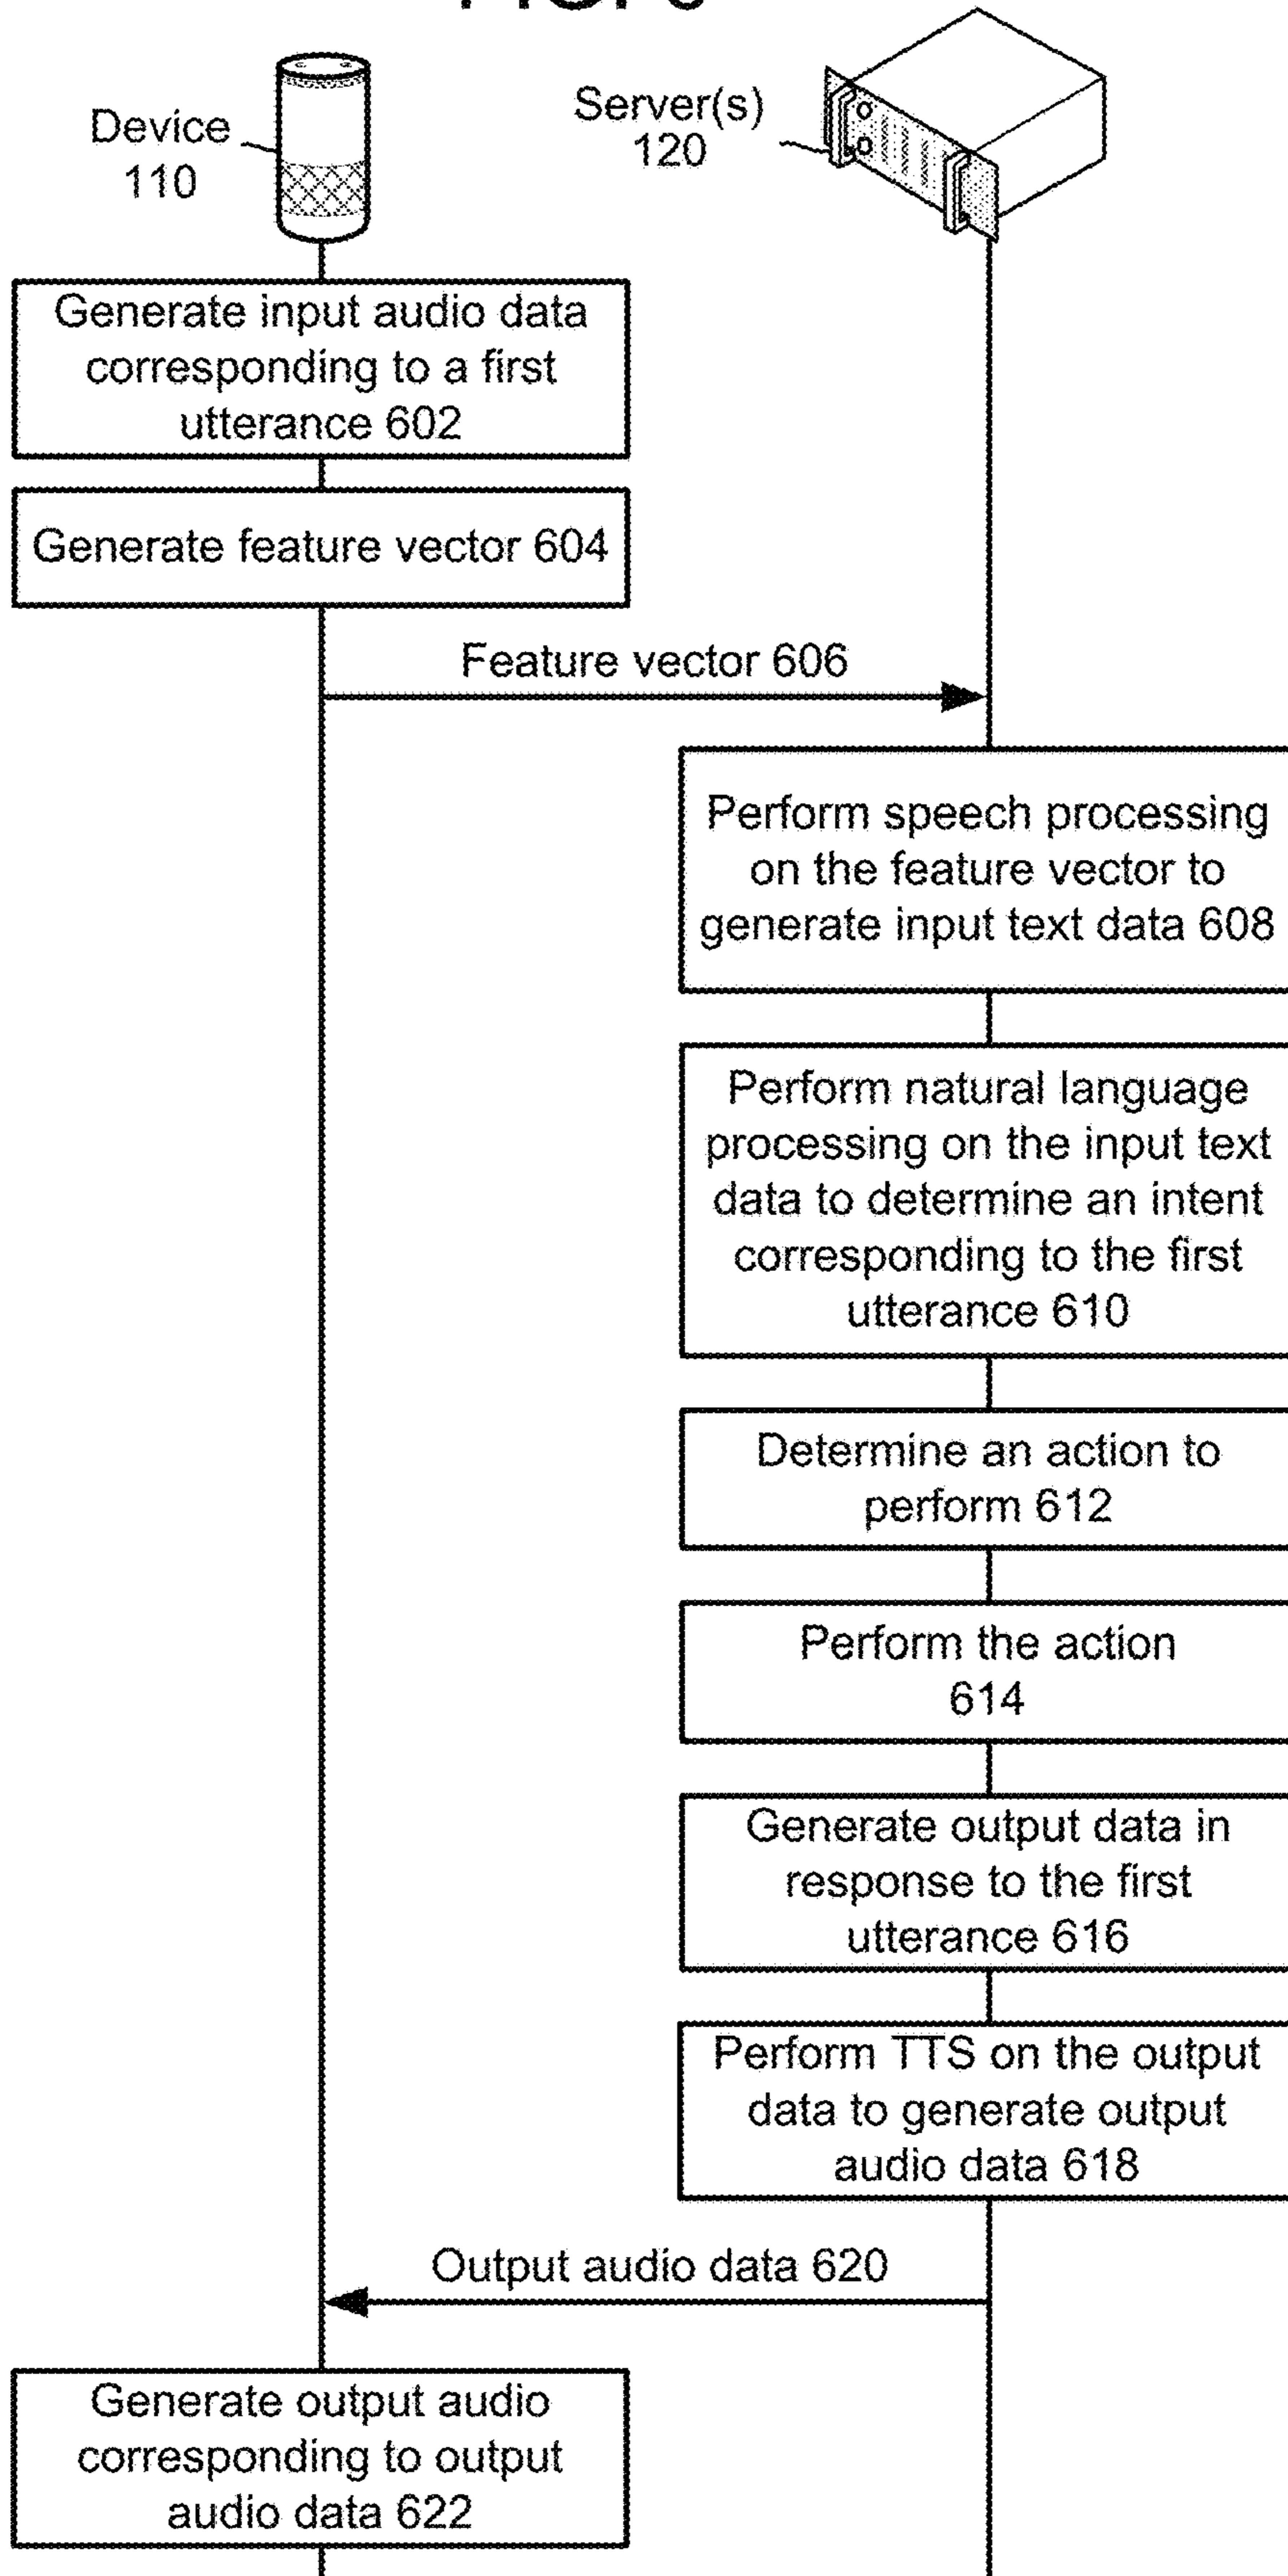 Device
110
Server(s)
120
Generate input audio data
corresponding to a first
utterance 602
Generate feature vector 604
Feature vector 606
Perform speech processing
on the feature vector to
generate input text data 608
Perform natural language
processing on the input text
data to determine an intent
corresponding to the first
utterance 610
Determine an action to
perform 612
Perform the action
614
Generate output data in
response to the first
utterance 616
Perform TTS on the output
data to generate output
audio data 618
Output audio data 620
Generate output audio
corresponding to output
audio data 622